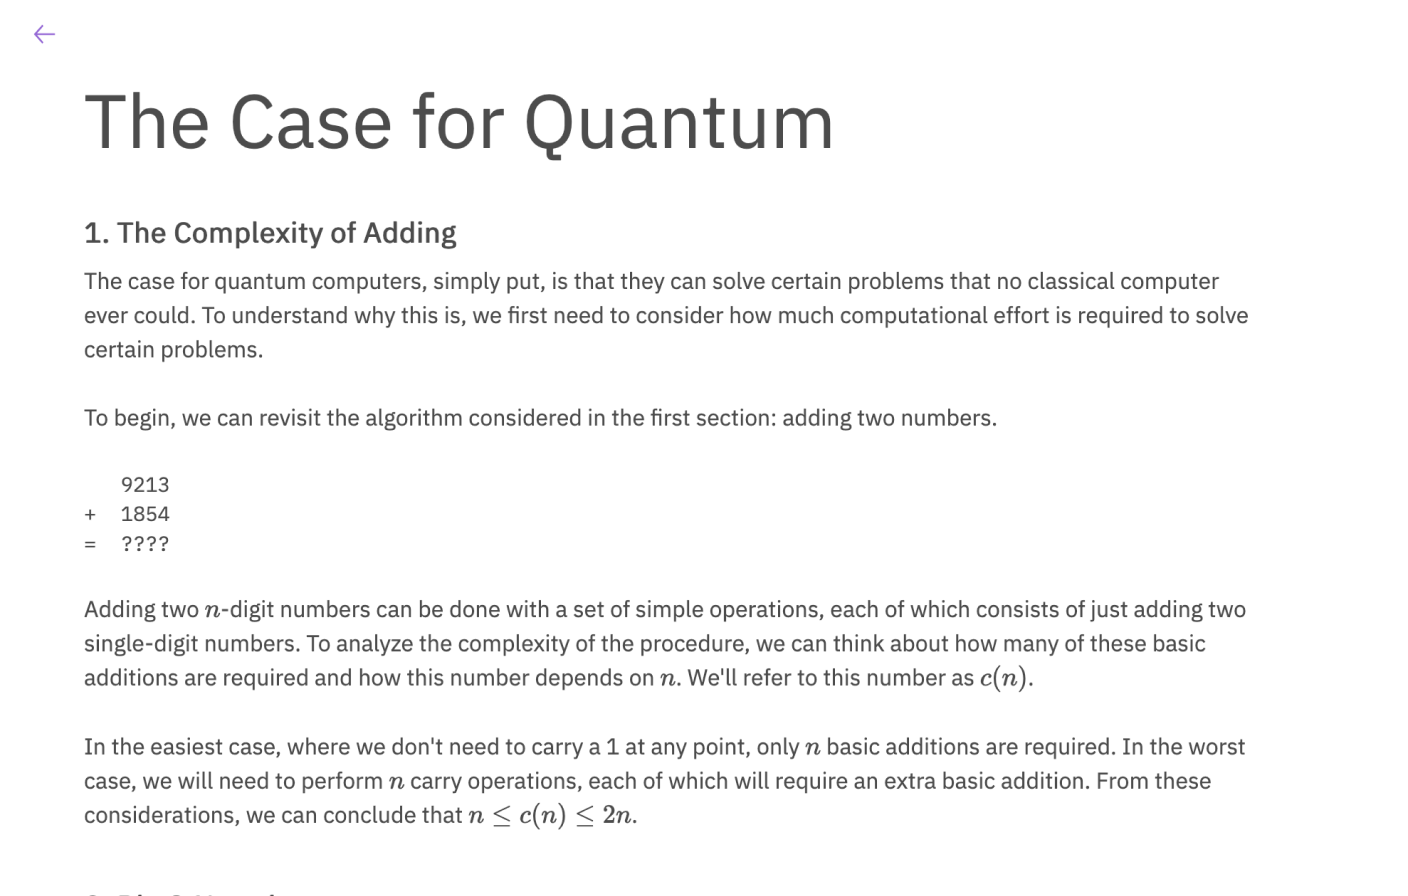 The Case for Quantum
1. The Complexity of Adding
The case for quantum computers, simply put, is that they can solve certain problems that no classical computer
ever could. To understand why this is, we first need to consider how much computational effort is required to solve
certain problems.
To begin, we can revisit the algorithm considered in the first section: adding two numbers.
9213
+ 1854
= ????
Adding two n-digit numbers can be done with a set of simple operations, each of which consists of just adding two
single-digit numbers. To analyze the complexity of the procedure, we can think about how many of these basic
additions are required and how this number depends on n. We'll refer to this number as c(n).
In the easiest case, where we don't need to carry a 1 at any point, only n basic additions are required. In the worst
case, we will need to perform n carry operations, each of which will require an extra basic addition. From these
considerations, we can conclude that n ≤ c(n) ≤ 2n.